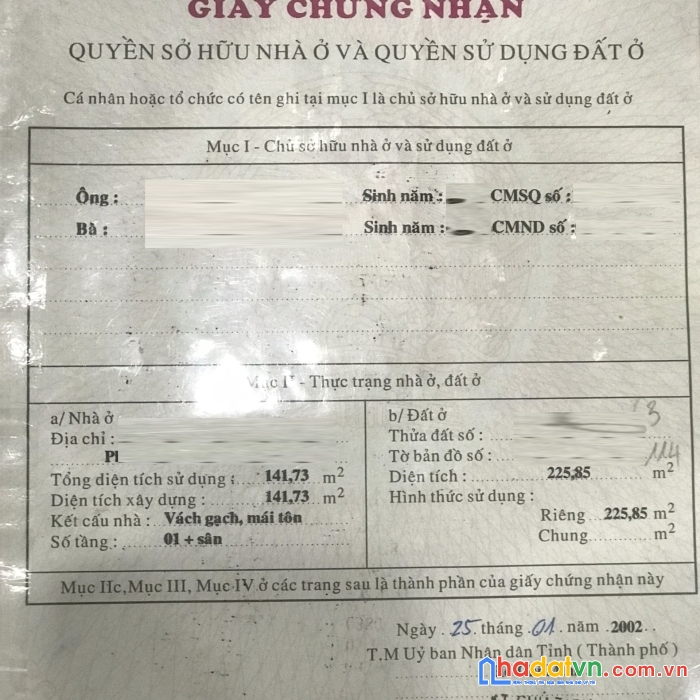 GIẤY CHỨNG NHẬN
QUYỀN SỞ HỮU NHÀ Ở VÀ QUYỀN SỬ DỤNG ĐẤT Ở
Cá nhân hoặc tổ chức có tên ghi tại mục I là chủ sở hữu nhà ở và sử dụng đất ở
Mục I - Chủ sở hữu nhà ở và sử dụng đất ở
Ông : Sinh năm : CMSQ số :
Bà : Sinh năm : CMND số :
Mục - Thực trạng nhà ở, đất ở
a/ Nhà ở
Địa chỉ :
Tổng diện tích sử dụng : 141,73 m²
Diện tích xây dựng : 141,73 m²
Kết cấu nhà : Vách gạch, mái tôn
Số tầng : 01 + sân
b/ Đất ở
Thửa đất số : 3
Tờ bản đồ số : 114
Diện tích : 225,85 m²
Hình thức sử dụng :
Riêng 225,85 m²
Chung m²
Mục IIc, Mục III, Mục IV ở các trang sau là thành phần của giấy chứng nhận này
Ngày 25 tháng 01 năm 2002
T.M Uỷ ban Nhân dân Tỉnh ( Thành phố )
nhadatvn.com.vn